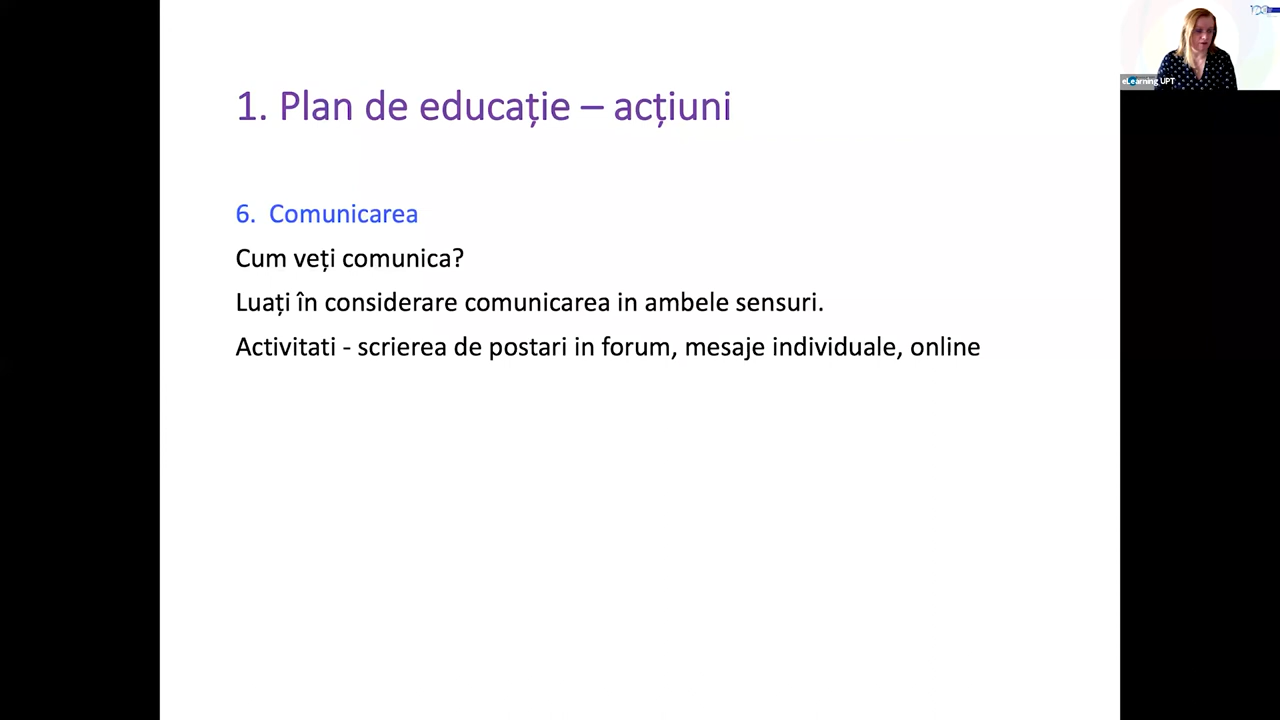 1. Plan de educație – acțiuni
6. Comunicarea
Cum veți comunica?
Luați în considerare comunicarea in ambele sensuri.
Activitati - scrierea de postari in forum, mesaje individuale, online
eLearning UPT